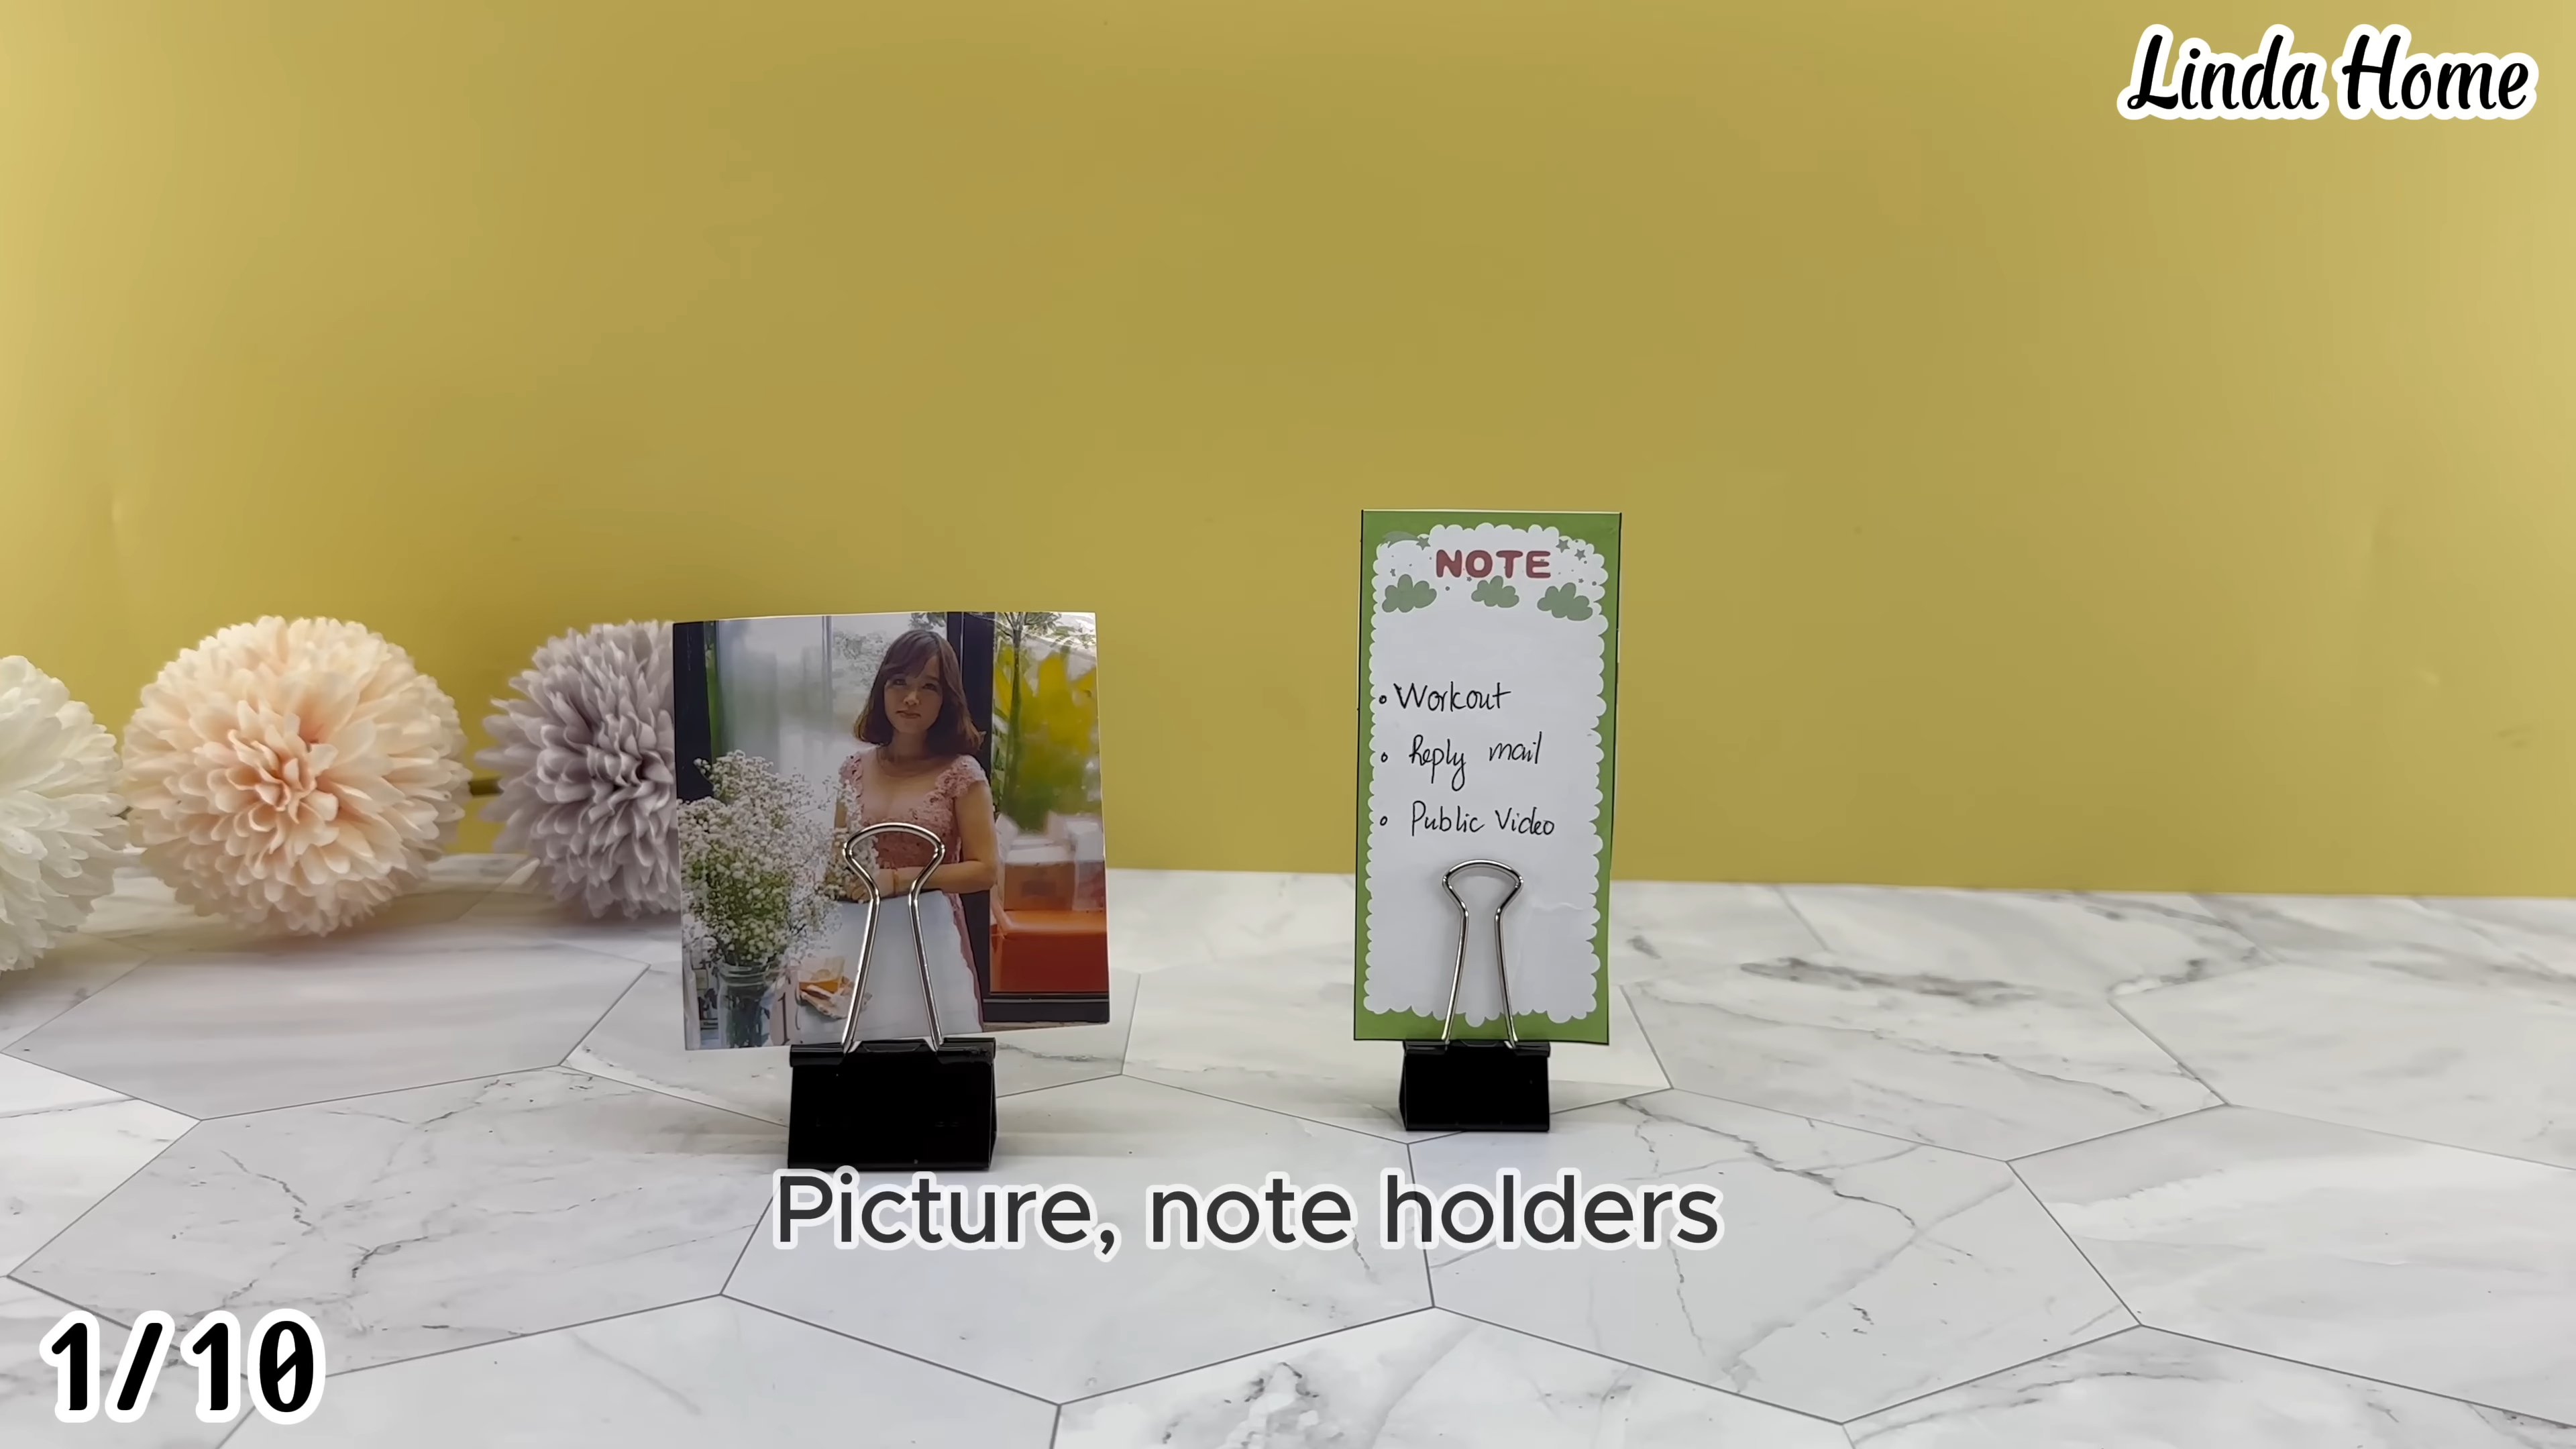 Linda Home
NOTE
Workout
Reply mail
Public Video
Picture, note holders
1/10